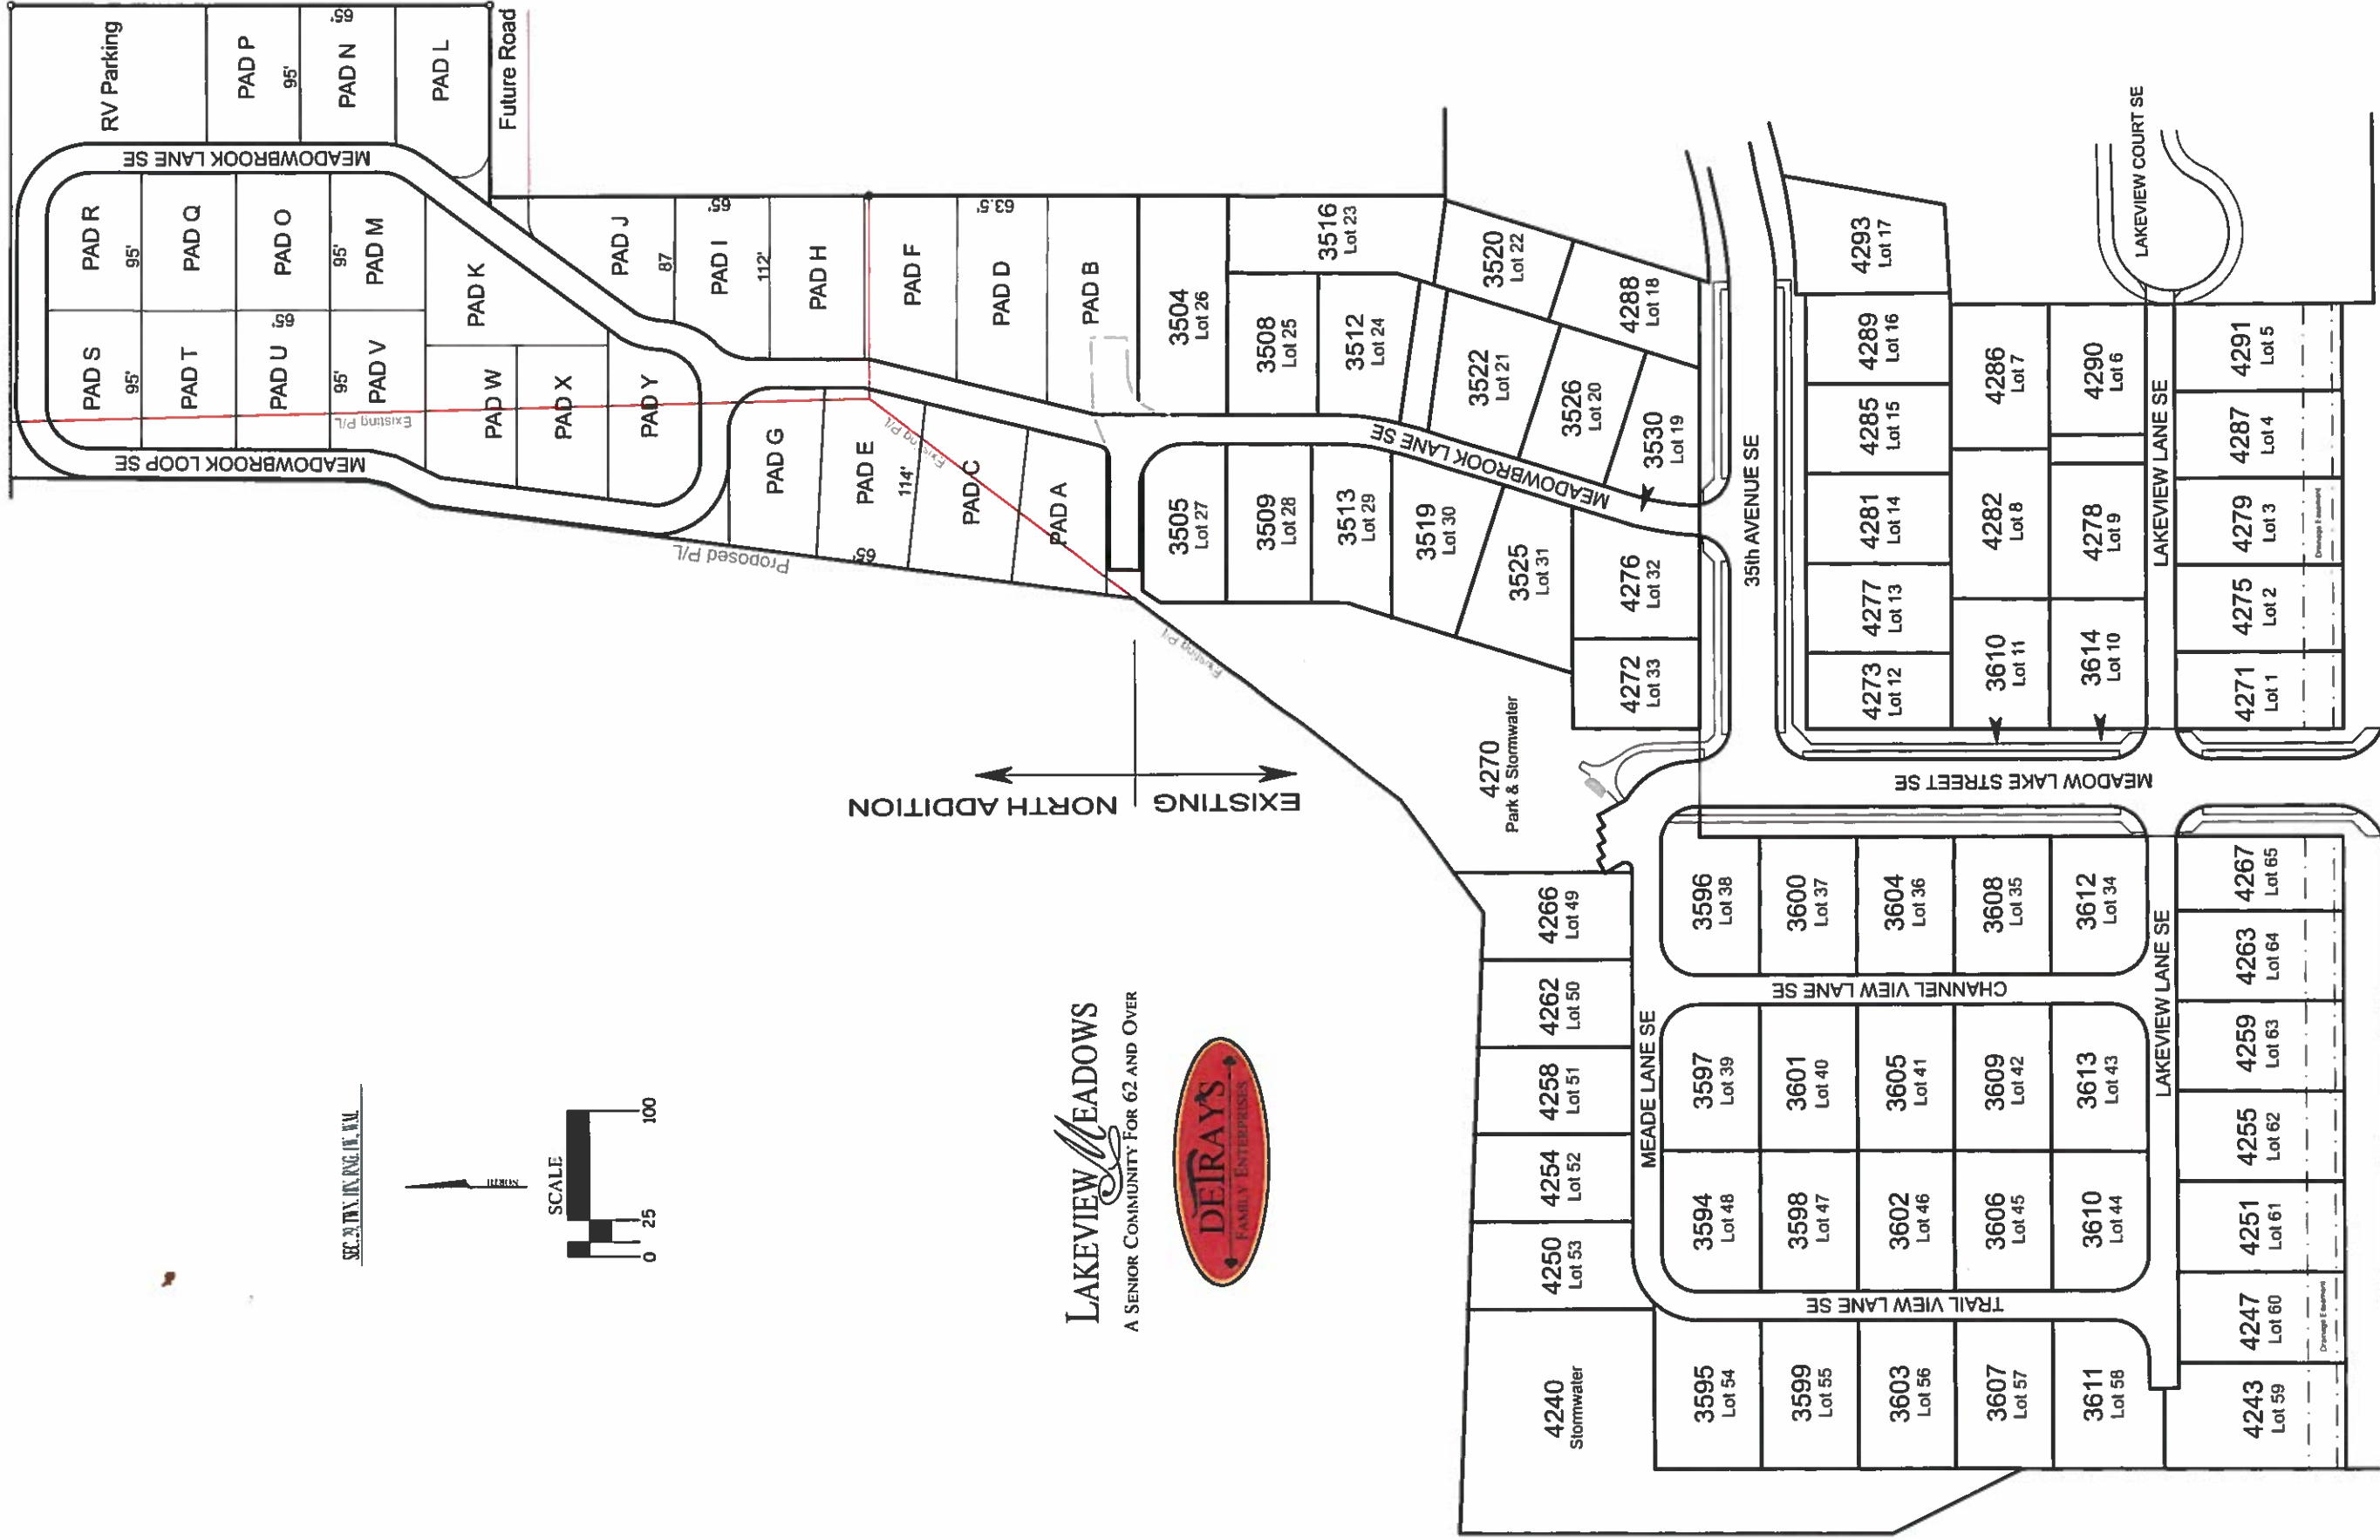 RV Parking
PAD P
95'
PAD N
65'
PAD L
Future Road
MEADOWBROOK LANE SE
PAD R
95'
PAD Q
PAD O
95'
PAD M
PAD K
PAD S
95'
PAD T
PAD U
65'
95'
PAD V
PAD W
PAD X
PAD Y
Existing P/L
MEADOWBROOK LOOP SE
PAD J
87
PAD I
65'
112'
PAD H
PAD F
PAD D
63.5'
PAD B
PAD G
PAD E
114'
65'
PAD C
PAD A
Existing P/L
Proposed P/L
Existing P/L
NORTH ADDITION
EXISTING
3504
Lot 26
3508
Lot 25
3512
Lot 24
3516
Lot 23
3520
Lot 22
4288
Lot 18
3522
Lot 21
3526
Lot 20
3530
Lot 19
MEADOWBROOK LANE SE
3505
Lot 27
3509
Lot 28
3513
Lot 29
3519
Lot 30
3525
Lot 31
4276
Lot 32
4272
Lot 33
4270
Park & Stormwater
35th AVENUE SE
4293
Lot 17
4289
Lot 16
4285
Lot 15
4281
Lot 14
4277
Lot 13
4273
Lot 12
4286
Lot 7
4282
Lot 8
3610
Lot 11
4290
Lot 6
4278
Lot 9
3614
Lot 10
LAKEVIEW COURT SE
LAKEVIEW LANE SE
4291
Lot 5
4287
Lot 4
4279
Lot 3
4275
Lot 2
4271
Lot 1
Drainage Easement
MEADOW LAKE STREET SE
SCALE
0
25
100
NORTH
LAKEVIEW MEADOWS
A SENIOR COMMUNITY FOR 62 AND OVER
DETRAY'S
FAMILY ENTERPRISES
4266
Lot 49
4262
Lot 50
4258
Lot 51
4254
Lot 52
4250
Lot 53
4240
Stormwater
MEADE LANE SE
3596
Lot 38
3600
Lot 37
3604
Lot 36
3608
Lot 35
3612
Lot 34
CHANNEL VIEW LANE SE
3597
Lot 39
3601
Lot 40
3605
Lot 41
3609
Lot 42
3613
Lot 43
3594
Lot 48
3598
Lot 47
3602
Lot 46
3606
Lot 45
3610
Lot 44
TRAIL VIEW LANE SE
3595
Lot 54
3599
Lot 55
3603
Lot 56
3607
Lot 57
3611
Lot 58
LAKEVIEW LANE SE
4267
Lot 65
4263
Lot 64
4259
Lot 63
4255
Lot 62
4251
Lot 61
4247
Lot 60
4243
Lot 59
Drainage Easement